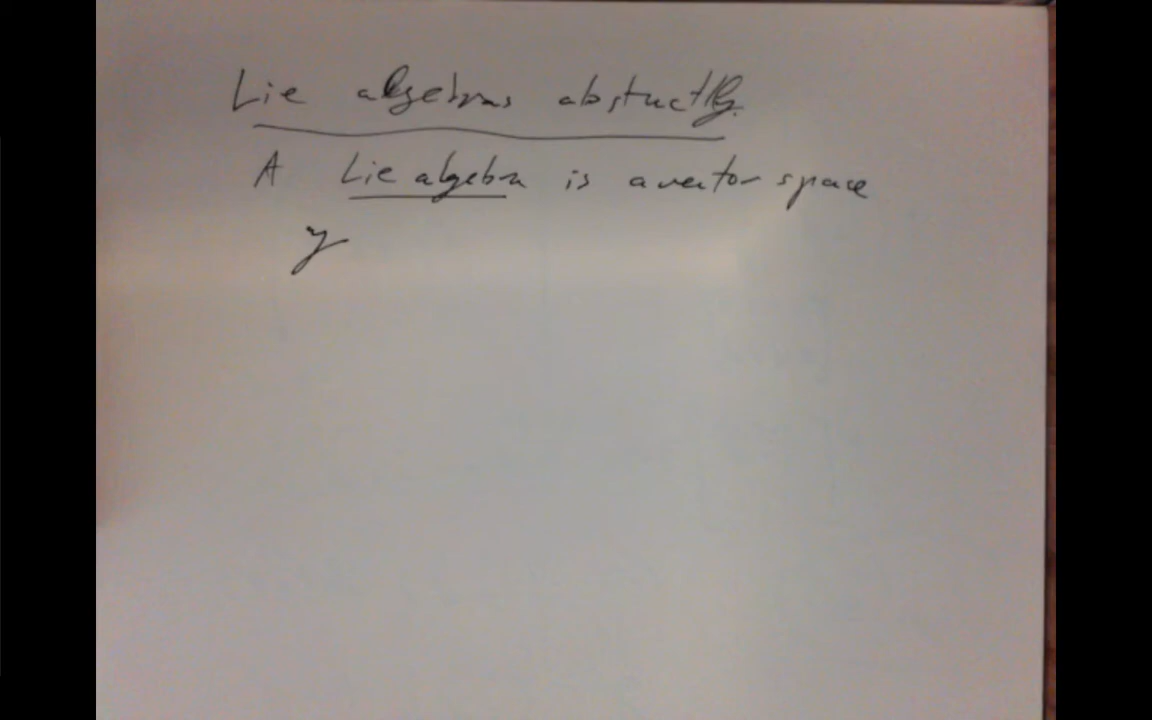 Lie algebras abstractly.
A Lie algebra is a vector space
𝔤